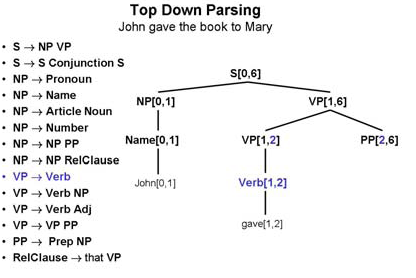 Top Down Parsing
John gave the book to Mary
• S → NP VP
• S → S Conjunction S
• NP → Pronoun
• NP → Name
• NP → Article Noun
• NP → Number
• NP → NP PP
• NP → NP RelClause
• VP → Verb
• VP → Verb NP
• VP → Verb Adj
• VP → VP PP
• PP → Prep NP
• RelClause → that VP
S[0,6]
NP[0,1] VP[1,6]
Name[0,1] VP[1,2] PP[2,6]
John[0,1] Verb[1,2]
gave[1,2]